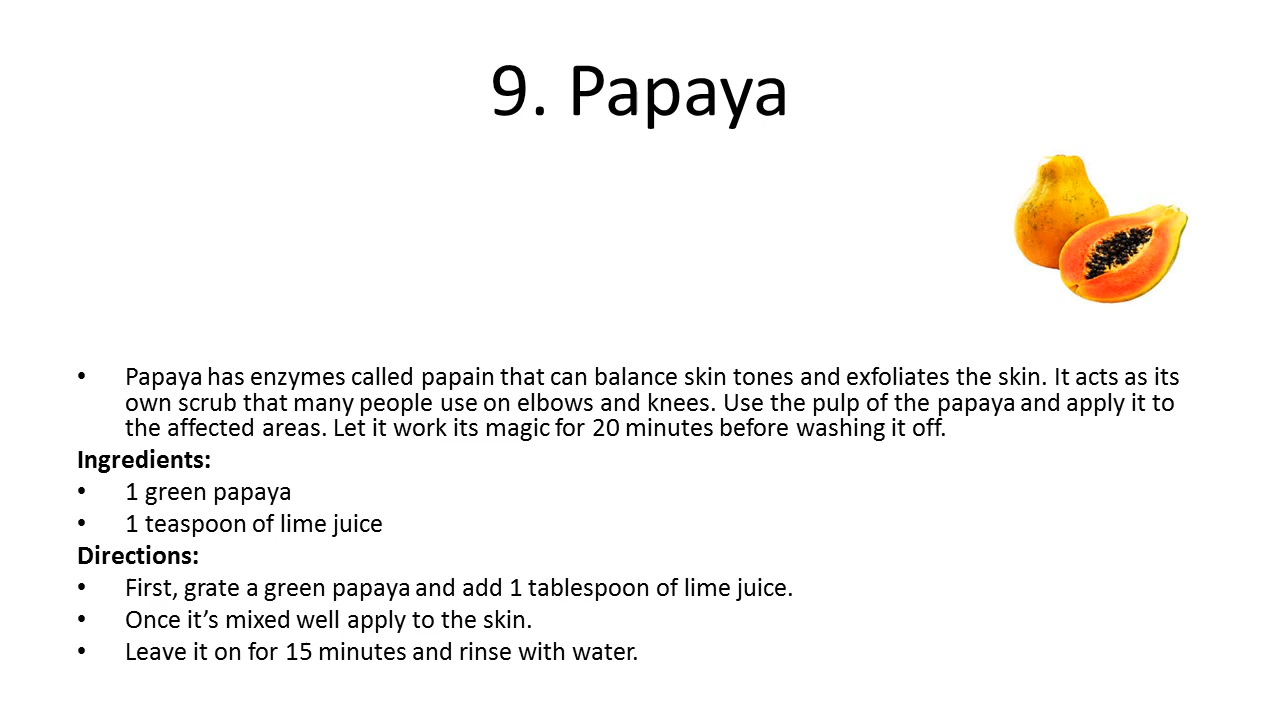 9. Papaya
• Papaya has enzymes called papain that can balance skin tones and exfoliates the skin. It acts as its
own scrub that many people use on elbows and knees. Use the pulp of the papaya and apply it to
the affected areas. Let it work its magic for 20 minutes before washing it off.
Ingredients:
• 1 green papaya
• 1 teaspoon of lime juice
Directions:
• First, grate a green papaya and add 1 tablespoon of lime juice.
• Once it’s mixed well apply to the skin.
• Leave it on for 15 minutes and rinse with water.